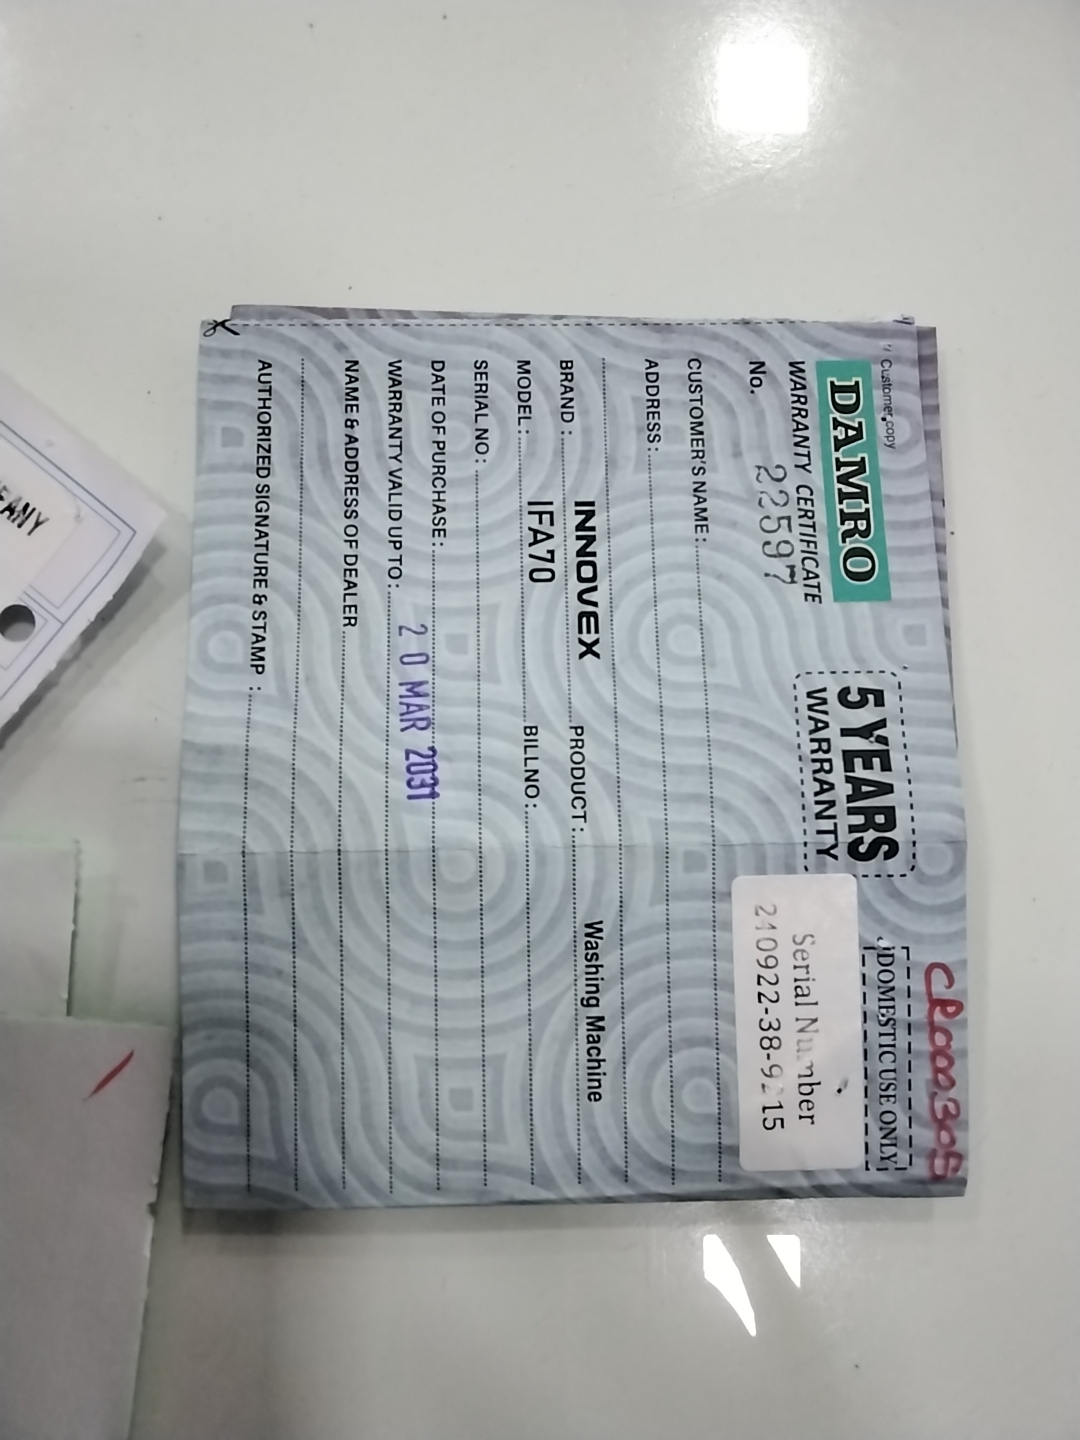 Customer copy
DAMRO
WARRANTY CERTIFICATE
No. 22597
5 YEARS
WARRANTY
CR000305
DOMESTIC USE ONLY
Serial Number
CUSTOMER'S NAME :
ADDRESS :
BRAND : INNOVEX PRODUCT : Washing Machine
MODEL : IFA70 BILLNO :
SERIAL NO :
DATE OF PURCHASE :
WARRANTY VALID UP TO : 20 MAR 2031
NAME & ADDRESS OF DEALER
AUTHORIZED SIGNATURE & STAMP :